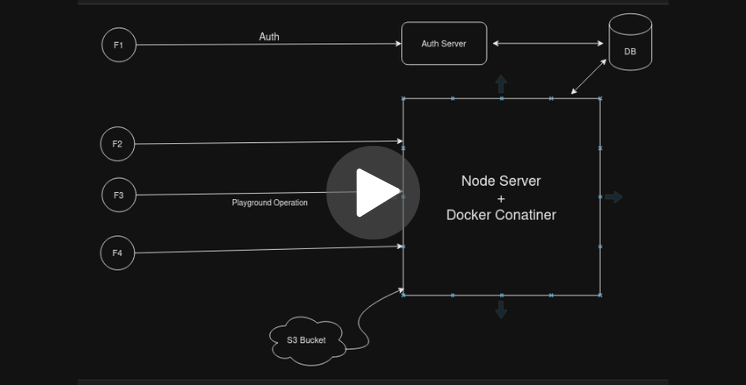 F1
Auth
Auth Server
DB
F2
F3
Playground Operation
F4
Node Server
+
Docker Conatiner
S3 Bucket